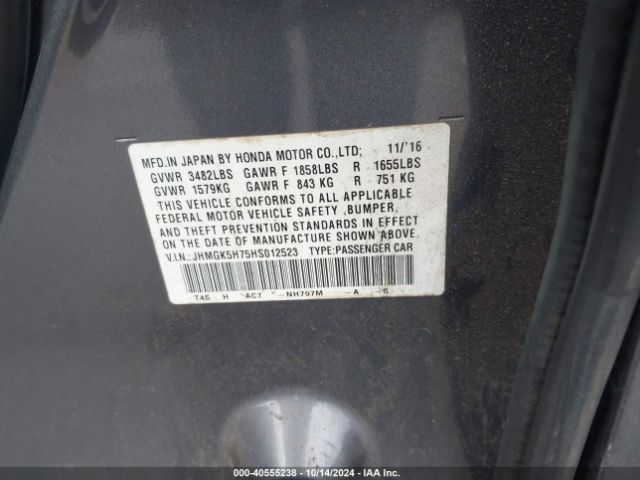 MFD.IN JAPAN BY HONDA MOTOR CO.,LTD; 11/'16
GVWR 3482LBS GAWR F 1858LBS R 1655LBS
GVWR 1579KG GAWR F 843 KG R 751 KG
THIS VEHICLE CONFORMS TO ALL APPLICABLE
FEDERAL MOTOR VEHICLE SAFETY ,BUMPER,
AND THEFT PREVENTION STANDARDS IN EFFECT
ON THE DATE OF MANUFACTURE SHOWN ABOVE.
V.I.N.: JHMGK5H75HS012523 TYPE:PASSENGER CAR
T4S H AC7 -NH797M -A -S
000-40555238 - 10/14/2024 - IAA Inc.